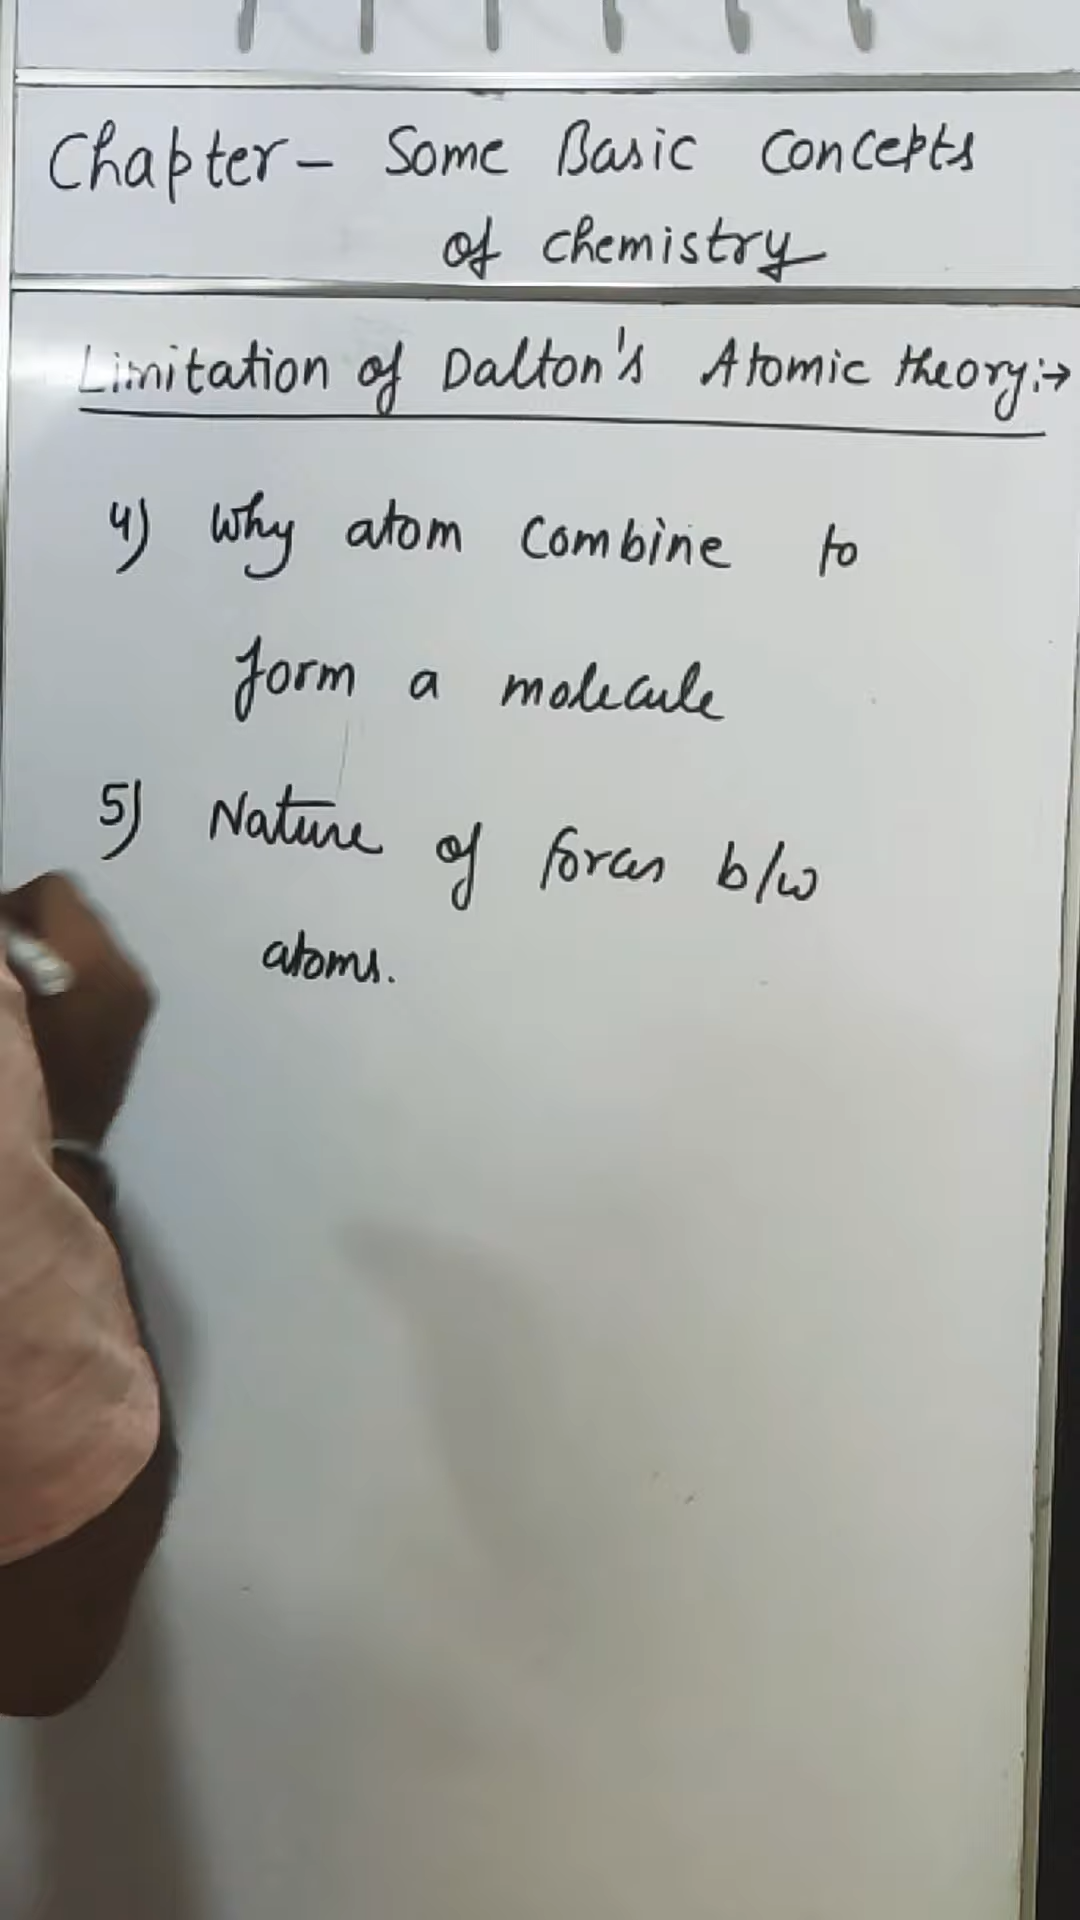 Chapter- Some Basic Concepts
of chemistry
Limitation of Dalton's Atomic theory:→
4) Why atom Combine to
form a molecule
5) Nature of forces b/w
atoms.